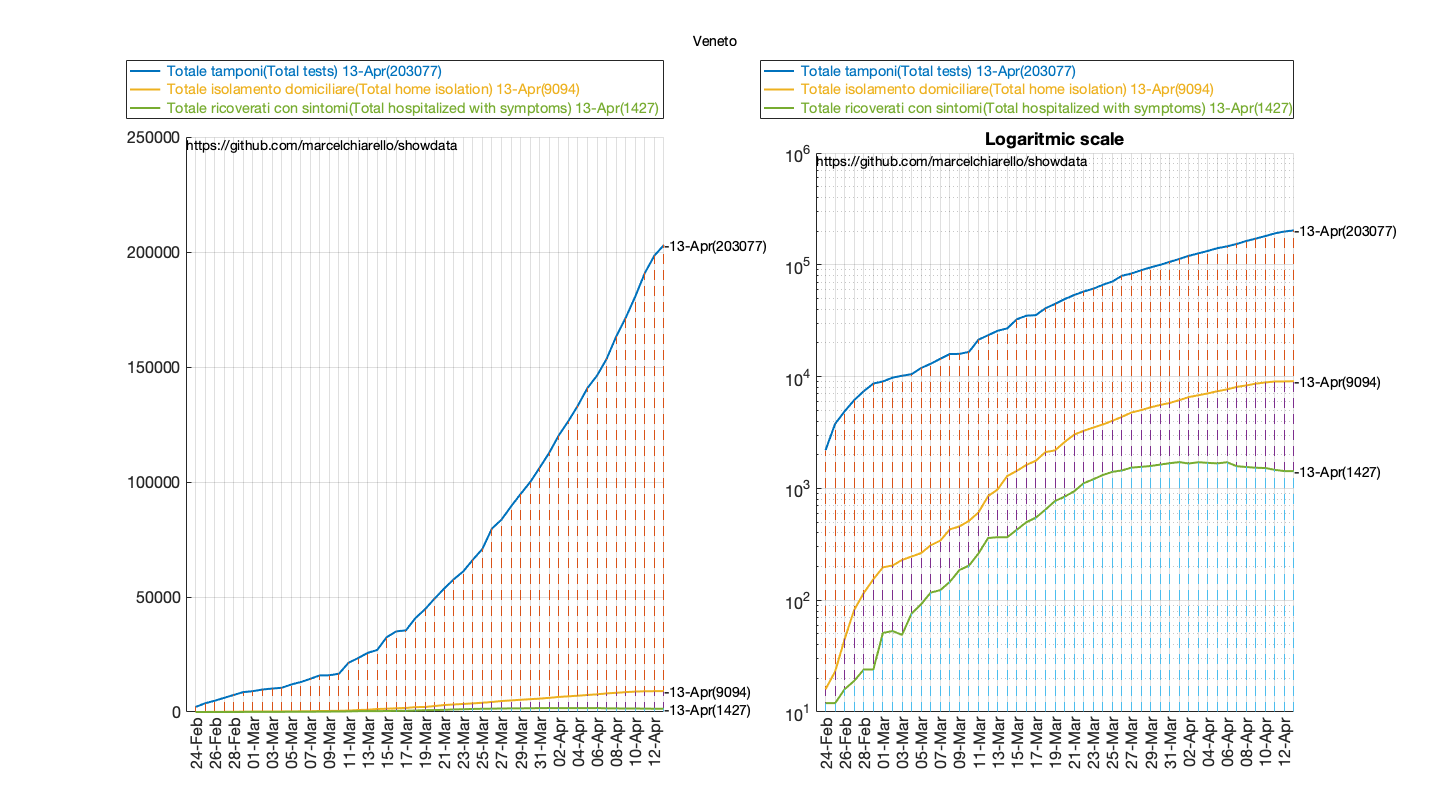 Veneto
Totale tamponi(Total tests) 13-Apr(203077)
Totale isolamento domiciliare(Total home isolation) 13-Apr(9094)
Totale ricoverati con sintomi(Total hospitalized with symptoms) 13-Apr(1427)
250000
https://github.com/marcelchiarello/showdata
200000
150000
100000
50000
0
-13-Apr(203077)
-13-Apr(9094)
-13-Apr(1427)
24-Feb
26-Feb
28-Feb
01-Mar
03-Mar
05-Mar
07-Mar
09-Mar
11-Mar
13-Mar
15-Mar
17-Mar
19-Mar
21-Mar
23-Mar
25-Mar
27-Mar
29-Mar
31-Mar
02-Apr
04-Apr
06-Apr
08-Apr
10-Apr
12-Apr
Totale tamponi(Total tests) 13-Apr(203077)
Totale isolamento domiciliare(Total home isolation) 13-Apr(9094)
Totale ricoverati con sintomi(Total hospitalized with symptoms) 13-Apr(1427)
Logaritmic scale
10^6
https://github.com/marcelchiarello/showdata
10^5
10^4
10^3
10^2
10^1
-13-Apr(203077)
-13-Apr(9094)
-13-Apr(1427)
24-Feb
26-Feb
28-Feb
01-Mar
03-Mar
05-Mar
07-Mar
09-Mar
11-Mar
13-Mar
15-Mar
17-Mar
19-Mar
21-Mar
23-Mar
25-Mar
27-Mar
29-Mar
31-Mar
02-Apr
04-Apr
06-Apr
08-Apr
10-Apr
12-Apr